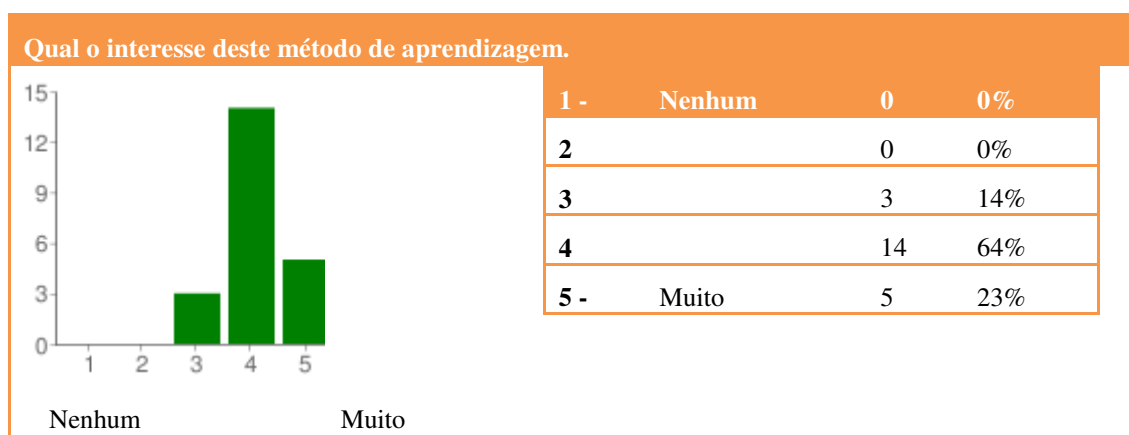 Qual o interesse deste método de aprendizagem.
15
12
9
6
3
0
1 2 3 4 5
Nenhum Muito
1 - Nenhum 0 0%
2 0 0%
3 3 14%
4 14 64%
5 - Muito 5 23%